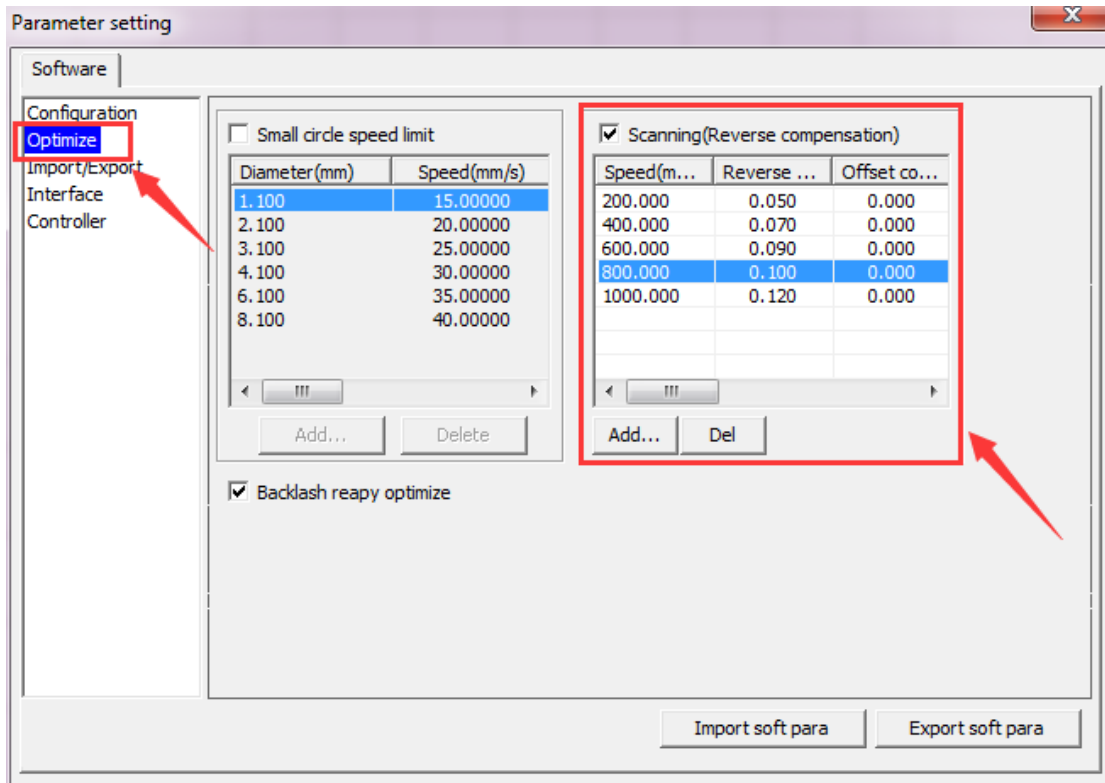 Parameter setting
Software
Configuration
Optimize
Import/Export
Interface
Controller
Small circle speed limit
Diameter(mm) Speed(mm/s)
1.100 15.00000
2.100 20.00000
3.100 25.00000
4.100 30.00000
6.100 35.00000
8.100 40.00000
Add... Delete
Scanning(Reverse compensation)
Speed(m... Reverse ... Offset co...
200.000 0.050 0.000
400.000 0.070 0.000
600.000 0.090 0.000
800.000 0.100 0.000
1000.000 0.120 0.000
Add... Del
Backlash reapy optimize
Import soft para Export soft para